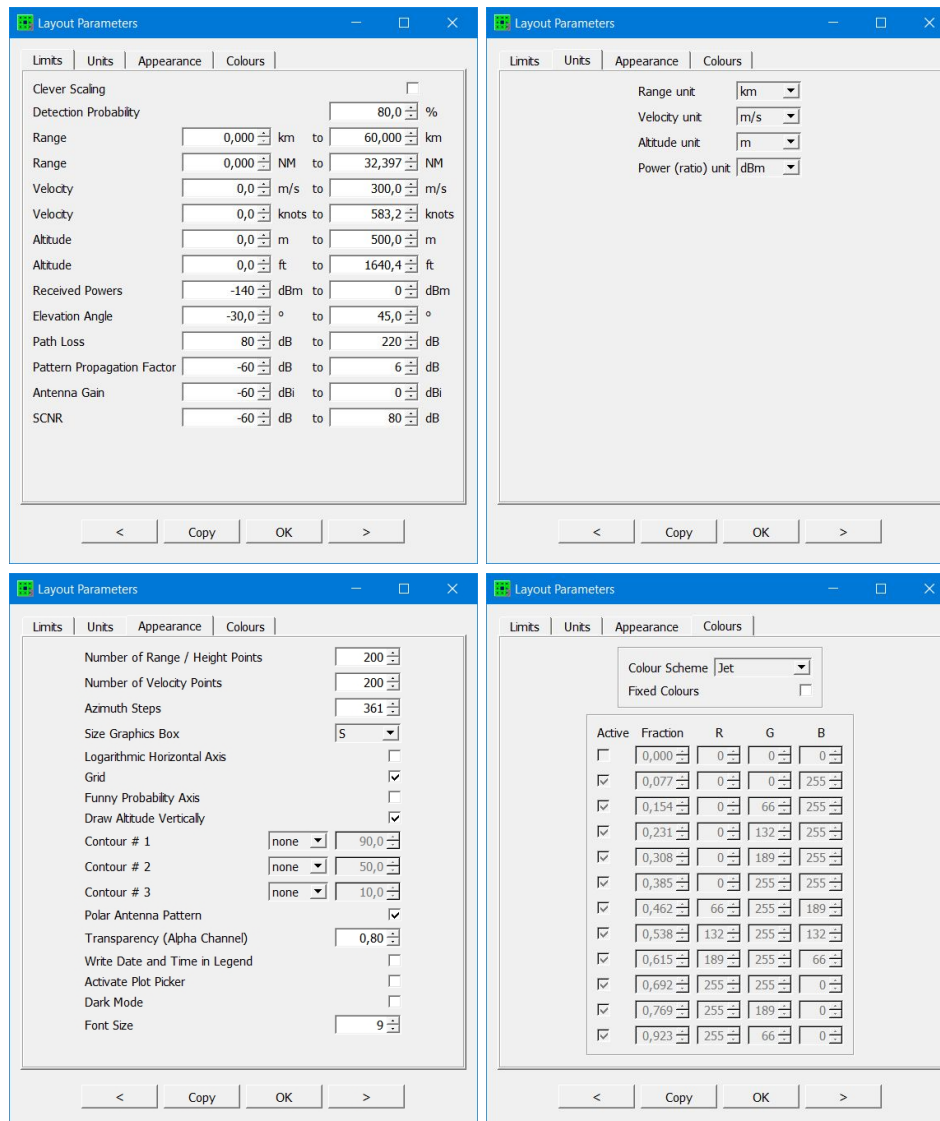 Layout Parameters
Limits Units Appearance Colours
Clever Scaling
Detection Probability 80,0 %
Range 0,000 km to 60,000 km
Range 0,000 NM to 32,397 NM
Velocity 0,0 m/s to 300,0 m/s
Velocity 0,0 knots to 583,2 knots
Altitude 0,0 m to 500,0 m
Altitude 0,0 ft to 1640,4 ft
Received Powers -140 dBm to 0 dBm
Elevation Angle -30,0 º to 45,0 º
Path Loss 80 dB to 220 dB
Pattern Propagation Factor -60 dB to 6 dB
Antenna Gain -60 dBi to 0 dBi
SCNR -60 dB to 80 dB
< Copy OK >
Layout Parameters
Limits Units Appearance Colours
Range unit km
Velocity unit m/s
Altitude unit m
Power (ratio) unit dBm
< Copy OK >
Layout Parameters
Limits Units Appearance Colours
Number of Range / Height Points 200
Number of Velocity Points 200
Azimuth Steps 361
Size Graphics Box S
Logarithmic Horizontal Axis
Grid
Funny Probability Axis
Draw Altitude Vertically
Contour # 1 none 90,0
Contour # 2 none 50,0
Contour # 3 none 10,0
Polar Antenna Pattern
Transparency (Alpha Channel) 0,80
Write Date and Time in Legend
Activate Plot Picker
Dark Mode
Font Size 9
< Copy OK >
Layout Parameters
Limits Units Appearance Colours
Colour Scheme Jet
Fixed Colours
Active Fraction R G B
0,000 0 0 0
0,077 0 0 255
0,154 0 66 255
0,231 0 132 255
0,308 0 189 255
0,385 0 255 255
0,462 66 255 189
0,538 132 255 132
0,615 189 255 66
0,692 255 255 0
0,769 255 189 0
0,923 255 66 0
< Copy OK >